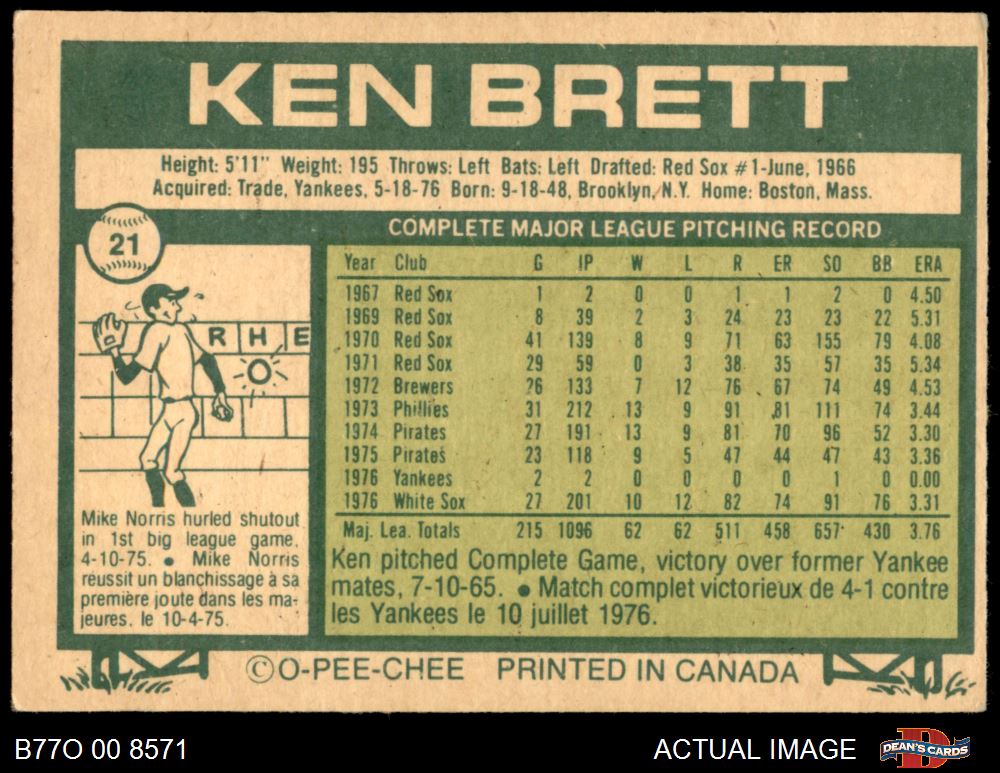 KEN BRETT
Height: 5'11" Weight: 195 Throws: Left Bats: Left Drafted: Red Sox #1-June, 1966
Acquired: Trade, Yankees, 5-18-76 Born: 9-18-48, Brooklyn, N.Y. Home: Boston, Mass.
21
COMPLETE MAJOR LEAGUE PITCHING RECORD
Year Club G IP W L R ER SO BB ERA
1967 Red Sox 1 2 0 0 1 1 2 0 4.50
1969 Red Sox 8 39 2 3 24 23 23 22 5.31
1970 Red Sox 41 139 8 9 71 63 155 79 4.08
1971 Red Sox 29 59 0 3 38 35 57 35 5.34
1972 Brewers 26 133 7 12 76 67 74 49 4.53
1973 Phillies 31 212 13 9 91 81 111 74 3.44
1974 Pirates 27 191 13 9 81 70 96 52 3.30
1975 Pirates 23 118 9 5 47 44 47 43 3.36
1976 Yankees 2 2 0 0 0 0 1 0 0.00
1976 White Sox 27 201 10 12 82 74 91 76 3.31
Maj. Lea. Totals 215 1096 62 62 511 458 657 430 3.76
R H E
O
Mike Norris hurled shutout
in 1st big league game,
4-10-75. ● Mike Norris
réussit un blanchissage à sa
première joute dans les ma-
jeures, le 10-4-75.
Ken pitched Complete Game, victory over former Yankee
mates, 7-10-65. ● Match complet victorieux de 4-1 contre
les Yankees le 10 juillet 1976.
©O-PEE-CHEE PRINTED IN CANADA
B77O 00 8571
ACTUAL IMAGE
DEAN'S CARDS